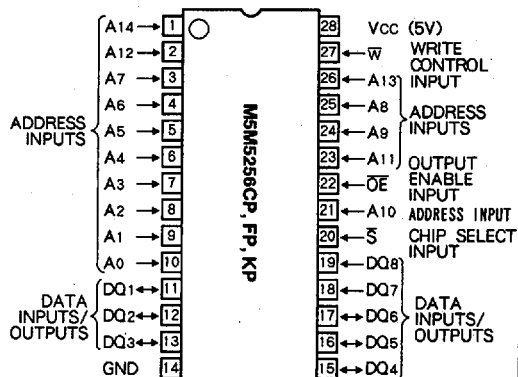 A14 1
A12 2
A7 3
A6 4
A5 5
A4 6
A3 7
A2 8
A1 9
A0 10
DQ1 11
DQ2 12
DQ3 13
GND 14
ADDRESS
INPUTS
DATA
INPUTS/
OUTPUTS
M5M5256CP, FP, KP
28 VCC (5V)
27 W̅ WRITE
CONTROL
INPUT
26 A13
25 A8
24 A9
23 A11
ADDRESS
INPUTS
22 O̅E̅ OUTPUT
ENABLE
INPUT
21 A10 ADDRESS INPUT
20 S̅ CHIP SELECT
INPUT
19 DQ8
18 DQ7
17 DQ6
16 DQ5
15 DQ4
DATA
INPUTS/
OUTPUTS